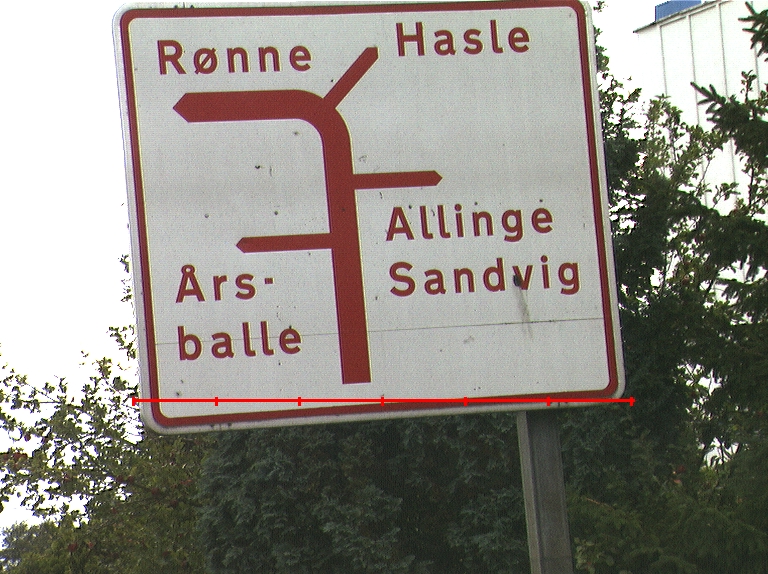 Rønne
Hasle
Allinge
Sandvig
Års-
balle